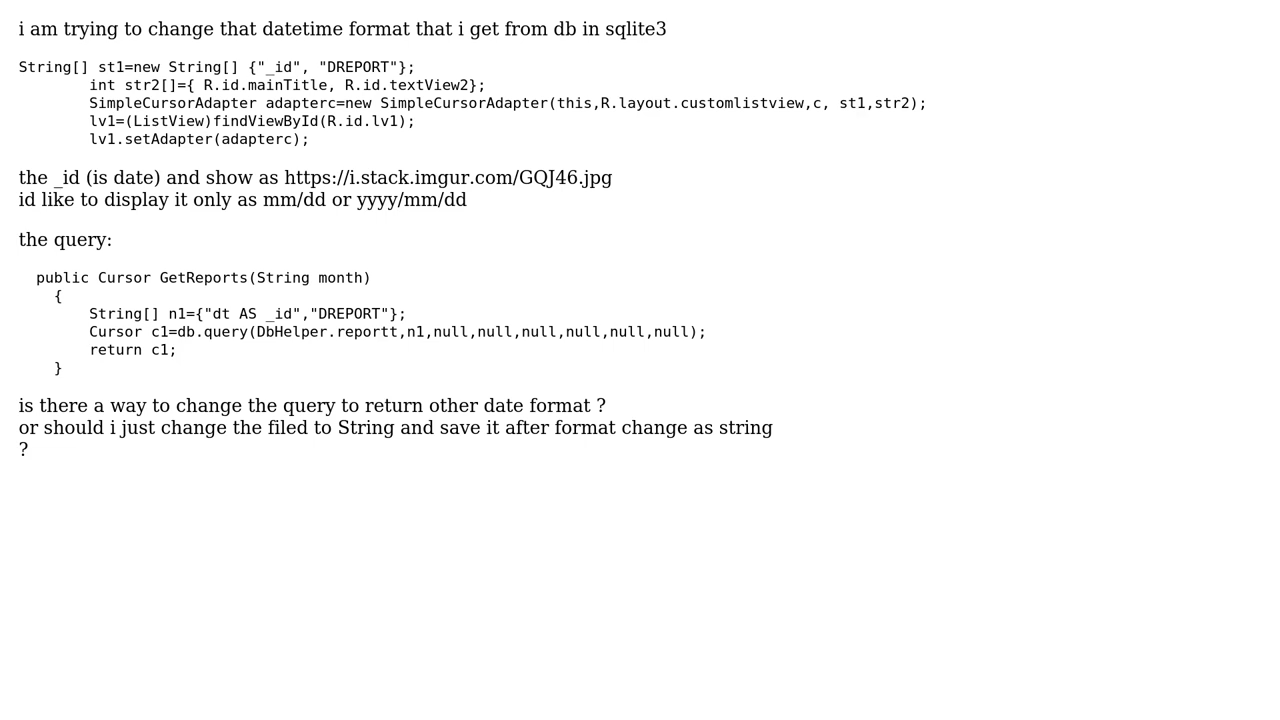 i am trying to change that datetime format that i get from db in sqlite3
String[] st1=new String[] {"_id", "DREPORT"};
int str2[]={ R.id.mainTitle, R.id.textView2};
SimpleCursorAdapter adapterc=new SimpleCursorAdapter(this,R.layout.customlistview,c, st1,str2);
lv1=(ListView)findViewById(R.id.lv1);
lv1.setAdapter(adapterc);
the _id (is date) and show as https://i.stack.imgur.com/GQJ46.jpg
id like to display it only as mm/dd or yyyy/mm/dd
the query:
public Cursor GetReports(String month)
{
String[] n1={"dt AS _id","DREPORT"};
Cursor c1=db.query(DbHelper.reportt,n1,null,null,null,null,null,null);
return c1;
}
is there a way to change the query to return other date format ?
or should i just change the filed to String and save it after format change as string
?